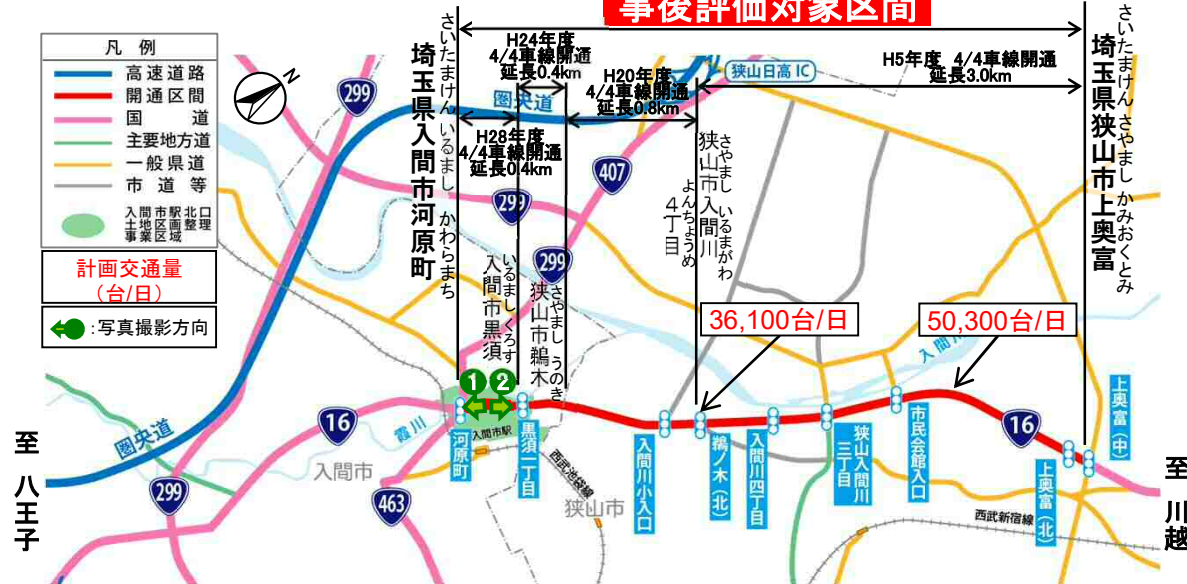 事後評価対象区間
凡 例
高速道路
開通区間
国 道
主要地方道
一般県道
市 道 等
入間市駅北口
土地区画整理
事業区域
計画交通量
(台/日)
:写真撮影方向
N
さいたまけん いるまし かわらまち
埼玉県入間市河原町
H24年度
4/4車線開通
延長0.4km
H20年度
4/4車線開通
延長0.8km
H5年度 4/4車線開通
延長3.0km
H28年度
4/4車線開通
延長0.4km
狭山日高IC
圏央道
299
407
299
299
いるましくろす
入間市黒須
さやまし うのき
狭山市鵜木
さやまし いるまがわ
狭山市入間川
よんちょうめ
4丁目
さいたまけん さやまし かみおくとみ
埼玉県狭山市上奥富
36,100台/日
50,300台/日
入間川
1
2
16
霞川
入間市
圏央道
299
463
至 八王子
河原町
入間市駅
黒須一丁目
西武池袋線
狭山市
入間川小入口
鵜ノ木(北)
入間川四丁目
狭山入間川
三丁目
市民会館入口
16
上奥富(北)
上奥富(中)
西武新宿線
至 川越